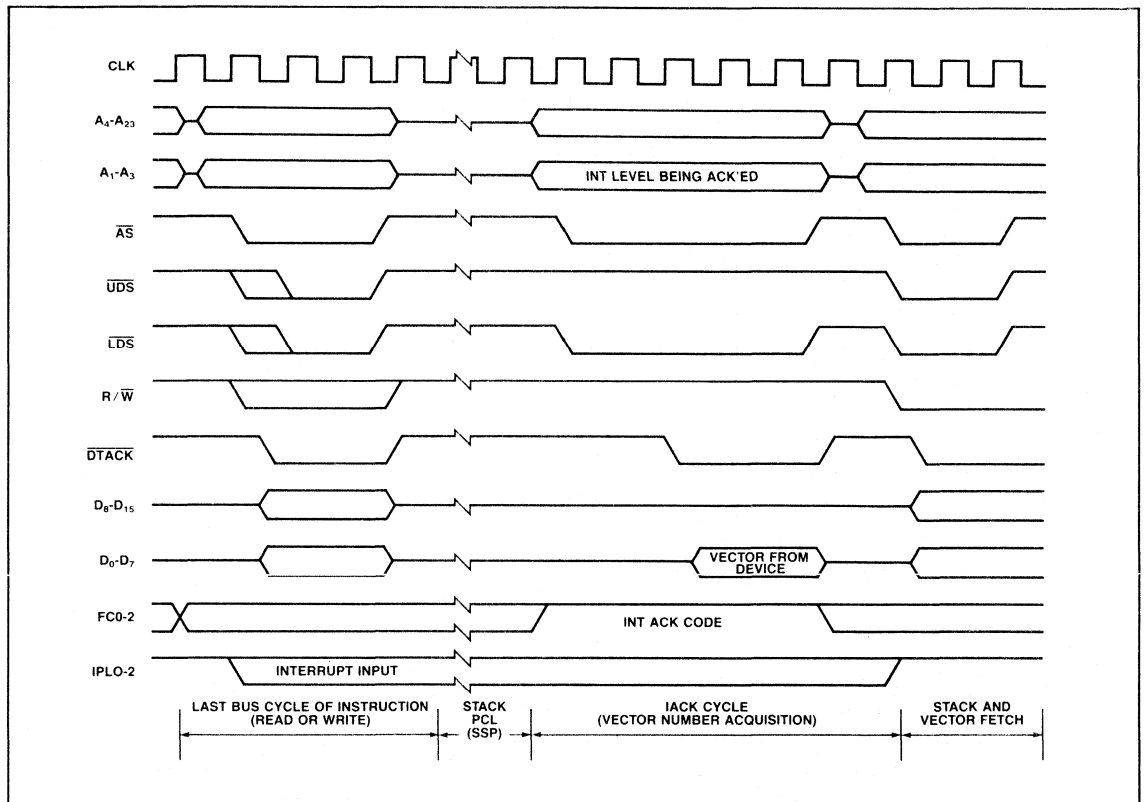 CLK
A₄-A₂₃
A₁-A₃
INT LEVEL BEING ACK'ED
AS
UDS
LDS
R/W
DTACK
D₈-D₁₅
D₀-D₇
VECTOR FROM
DEVICE
FC0-2
INT ACK CODE
IPLO-2
INTERRUPT INPUT
LAST BUS CYCLE OF INSTRUCTION
(READ OR WRITE)
STACK
PCL
(SSP)
IACK CYCLE
(VECTOR NUMBER ACQUISITION)
STACK AND
VECTOR FETCH